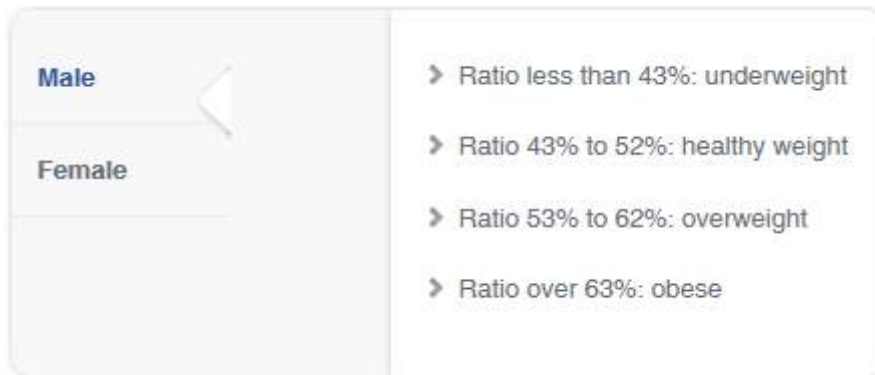 Male
Female
Ratio less than 43%: underweight
Ratio 43% to 52%: healthy weight
Ratio 53% to 62%: overweight
Ratio over 63%: obese